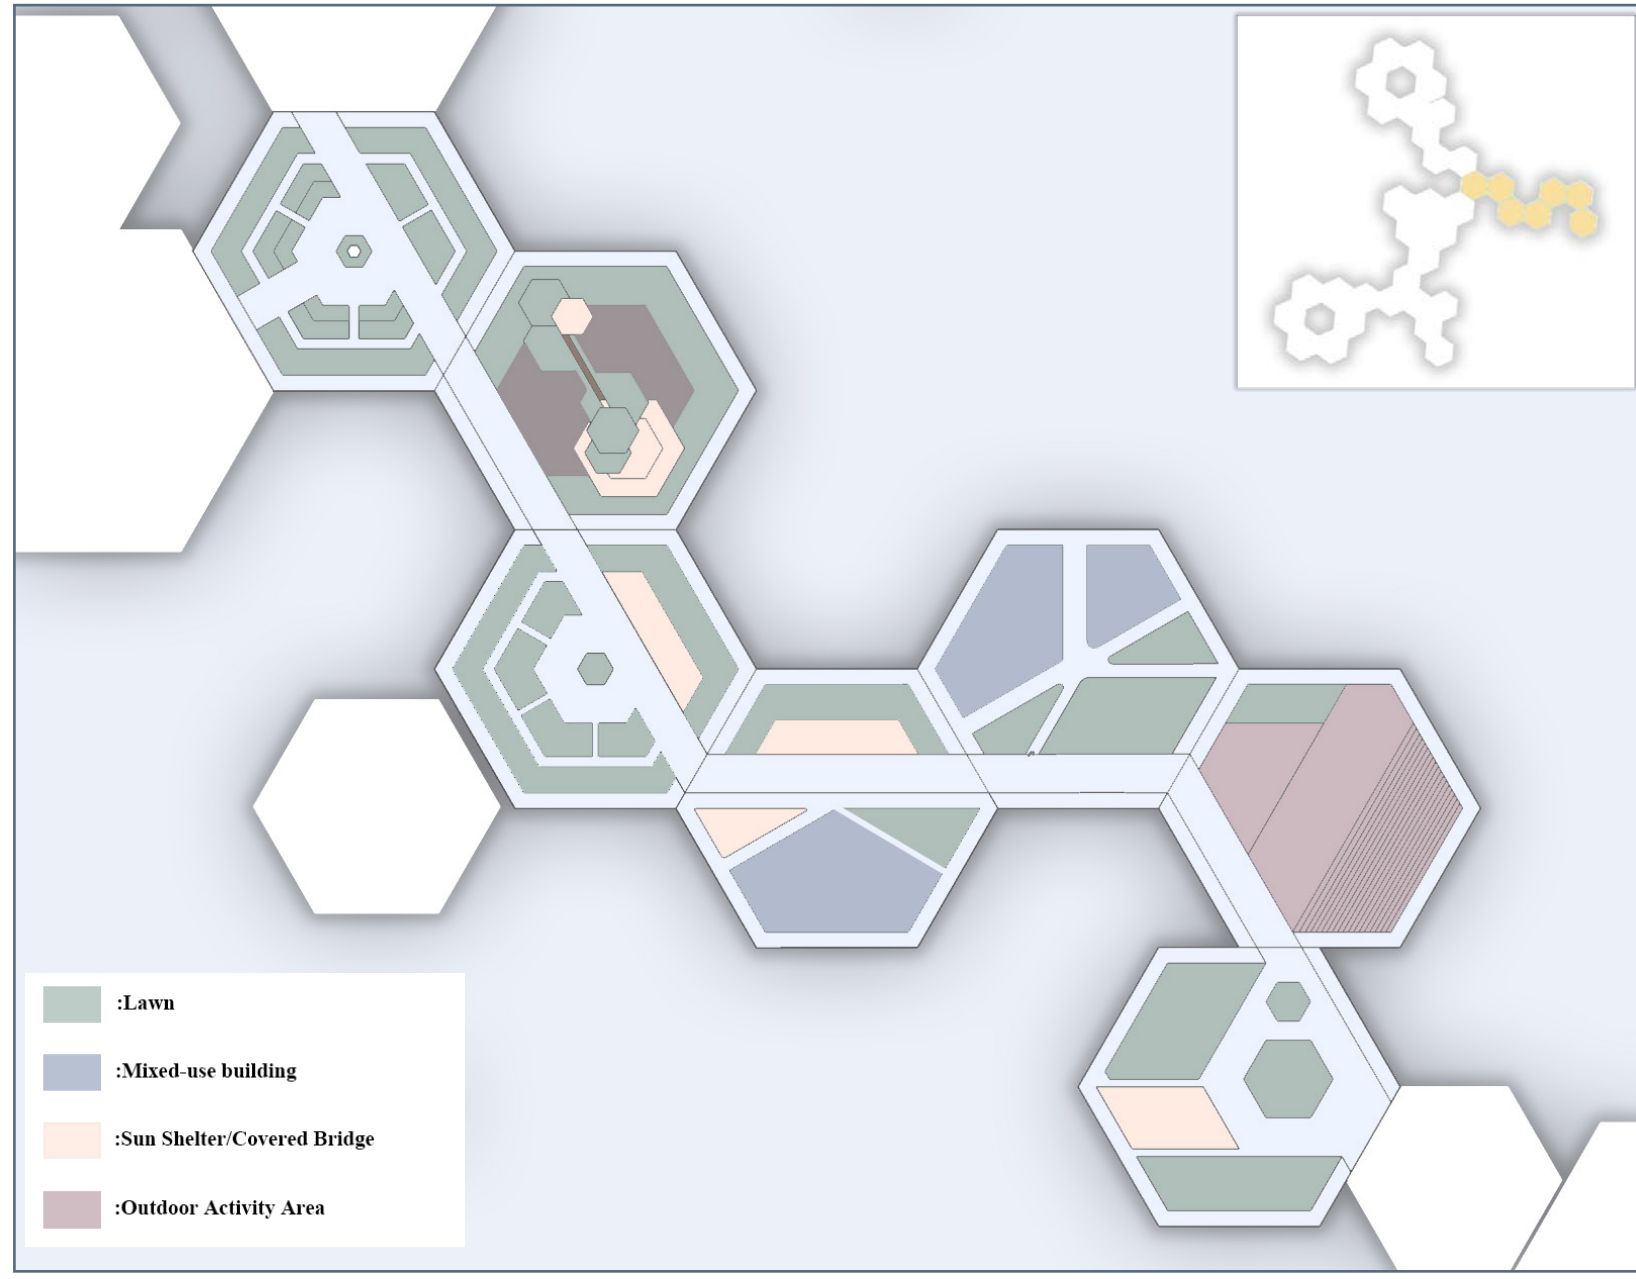 :Lawn
:Mixed-use building
:Sun Shelter/Covered Bridge
:Outdoor Activity Area